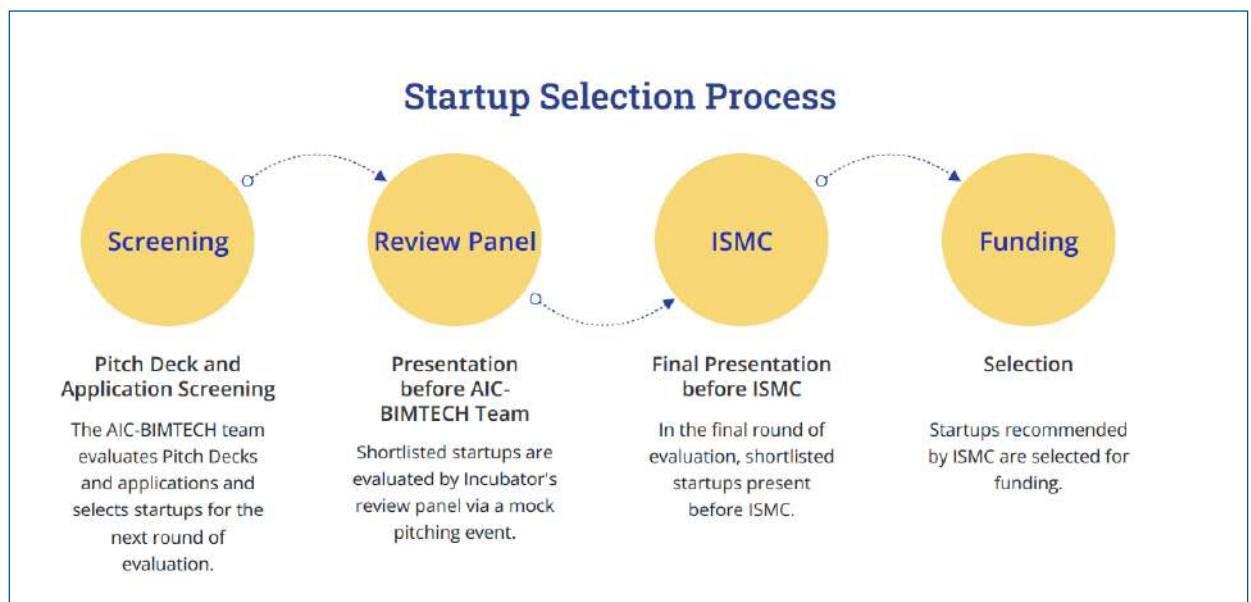 Startup Selection Process
Screening
Review Panel
ISMC
Funding
Pitch Deck and
Application Screening
The AIC-BIMTECH team
evaluates Pitch Decks
and applications and
selects startups for the
next round of
evaluation.
Presentation
before AIC-
BIMTECH Team
Shortlisted startups are
evaluated by Incubator's
review panel via a mock
pitching event.
Final Presentation
before ISMC
In the final round of
evaluation, shortlisted
startups present
before ISMC.
Selection
Startups recommended
by ISMC are selected for
funding.